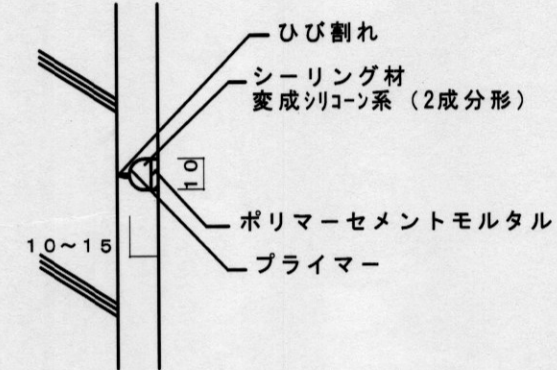 ひび割れ
シーリング材
変成シリコーン系（2成分形）
10
ポリマーセメントモルタル
10～15
プライマー